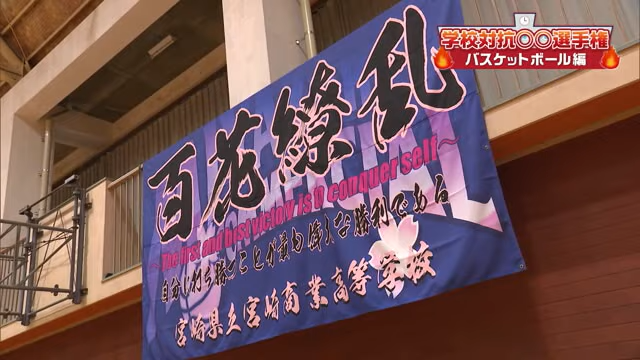 学校対抗〇〇選手権
バスケットボール編
百花繚乱
~The first and best victory is to conquer self~
自分に打ち勝つことが最も偉大な勝利である
宮崎県立宮崎商業高等学校